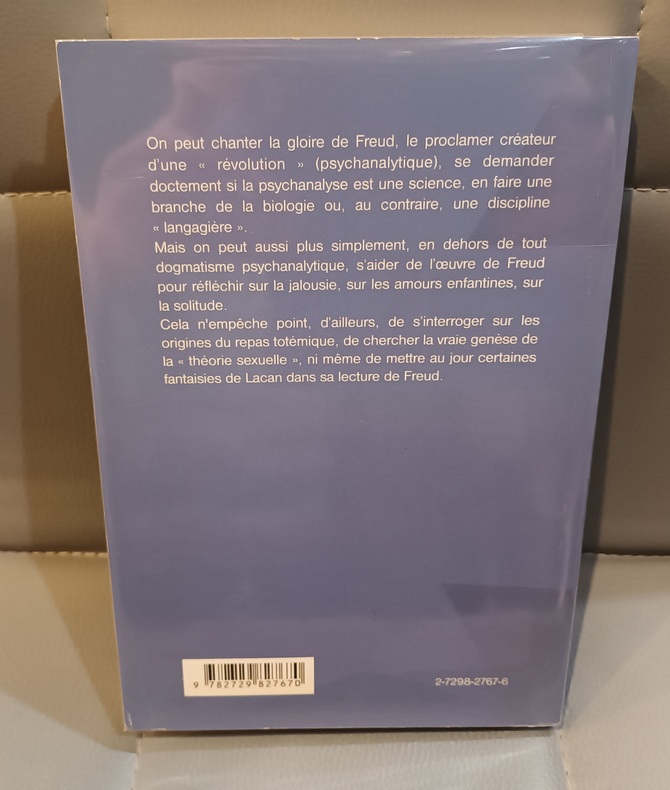 On peut chanter la gloire de Freud, le proclamer créateur
d'une « révolution » (psychanalytique), se demander
doctement si la psychanalyse est une science, en faire une
branche de la biologie ou, au contraire, une discipline
« langagière ».
Mais on peut aussi plus simplement, en dehors de tout
dogmatisme psychanalytique, s'aider de l'œuvre de Freud
pour réfléchir sur la jalousie, sur les amours enfantines, sur
la solitude.
Cela n'empêche point, d'ailleurs, de s'interroger sur les
origines du repas totémique, de chercher la vraie genèse de
la « théorie sexuelle », ni même de mettre au jour certaines
fantaisies de Lacan dans sa lecture de Freud.
9 782729 827670
2-7298-2767-6